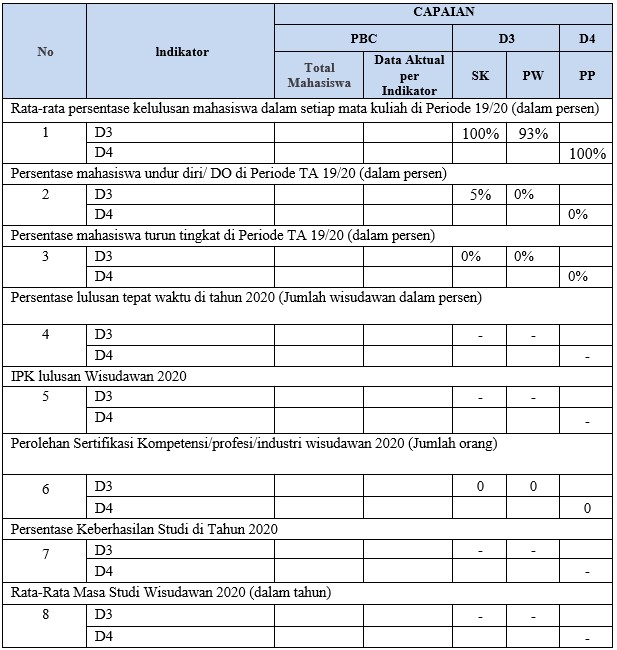 No Indikator CAPAIAN
PBC D3 D4
Total Mahasiswa Data Aktual per Indikator SK PW PP
Rata-rata persentase kelulusan mahasiswa dalam setiap mata kuliah di Periode 19/20 (dalam persen)
1 D3 100% 93%
D4 100%
Persentase mahasiswa undur diri/ DO di Periode TA 19/20 (dalam persen)
2 D3 5% 0%
D4 0%
Persentase mahasiswa turun tingkat di Periode TA 19/20 (dalam persen)
3 D3 0% 0%
D4 0%
Persentase lulusan tepat waktu di tahun 2020 (Jumlah wisudawan dalam persen)
4 D3 - -
D4 -
IPK lulusan Wisudawan 2020
5 D3 - -
D4 -
Perolehan Sertifikasi Kompetensi/profesi/industri wisudawan 2020 (Jumlah orang)
6 D3 0 0
D4 0
Persentase Keberhasilan Studi di Tahun 2020
7 D3 - -
D4 -
Rata-Rata Masa Studi Wisudawan 2020 (dalam tahun)
8 D3 - -
D4 -